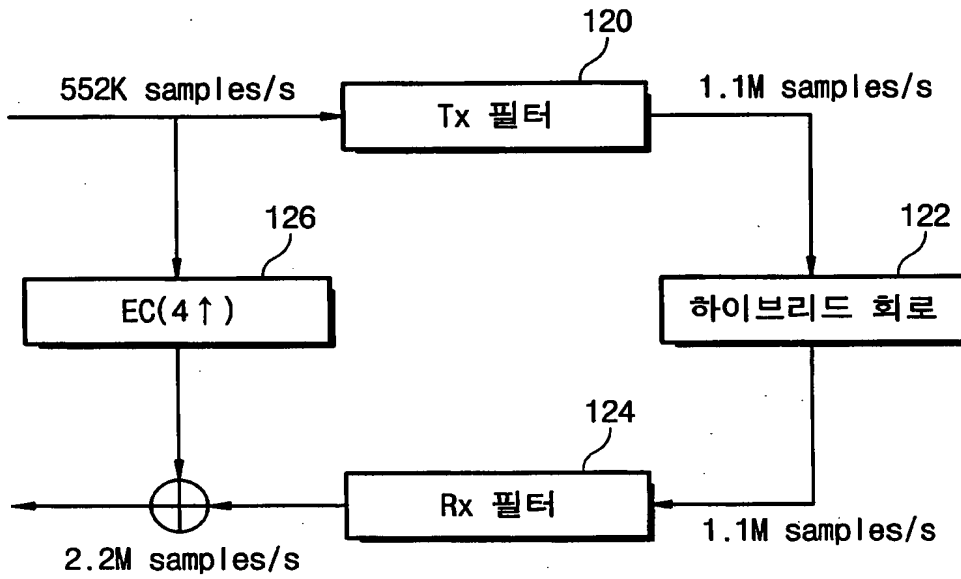 120
552K samples/s
Tx 필터
1.1M samples/s
126
122
EC(4↑)
하이브리드 회로
124
Rx 필터
2.2M samples/s
1.1M samples/s